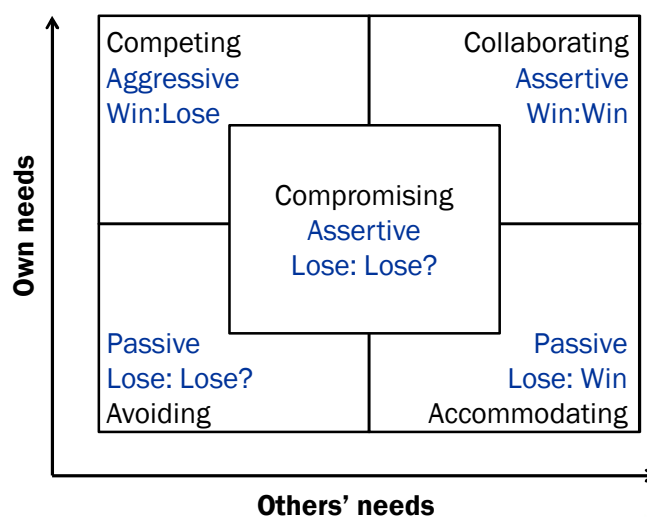 Competing
Aggressive
Win:Lose
Collaborating
Assertive
Win:Win
Compromising
Assertive
Lose: Lose?
Passive
Lose: Lose?
Avoiding
Passive
Lose: Win
Accommodating
Own needs
Others’ needs